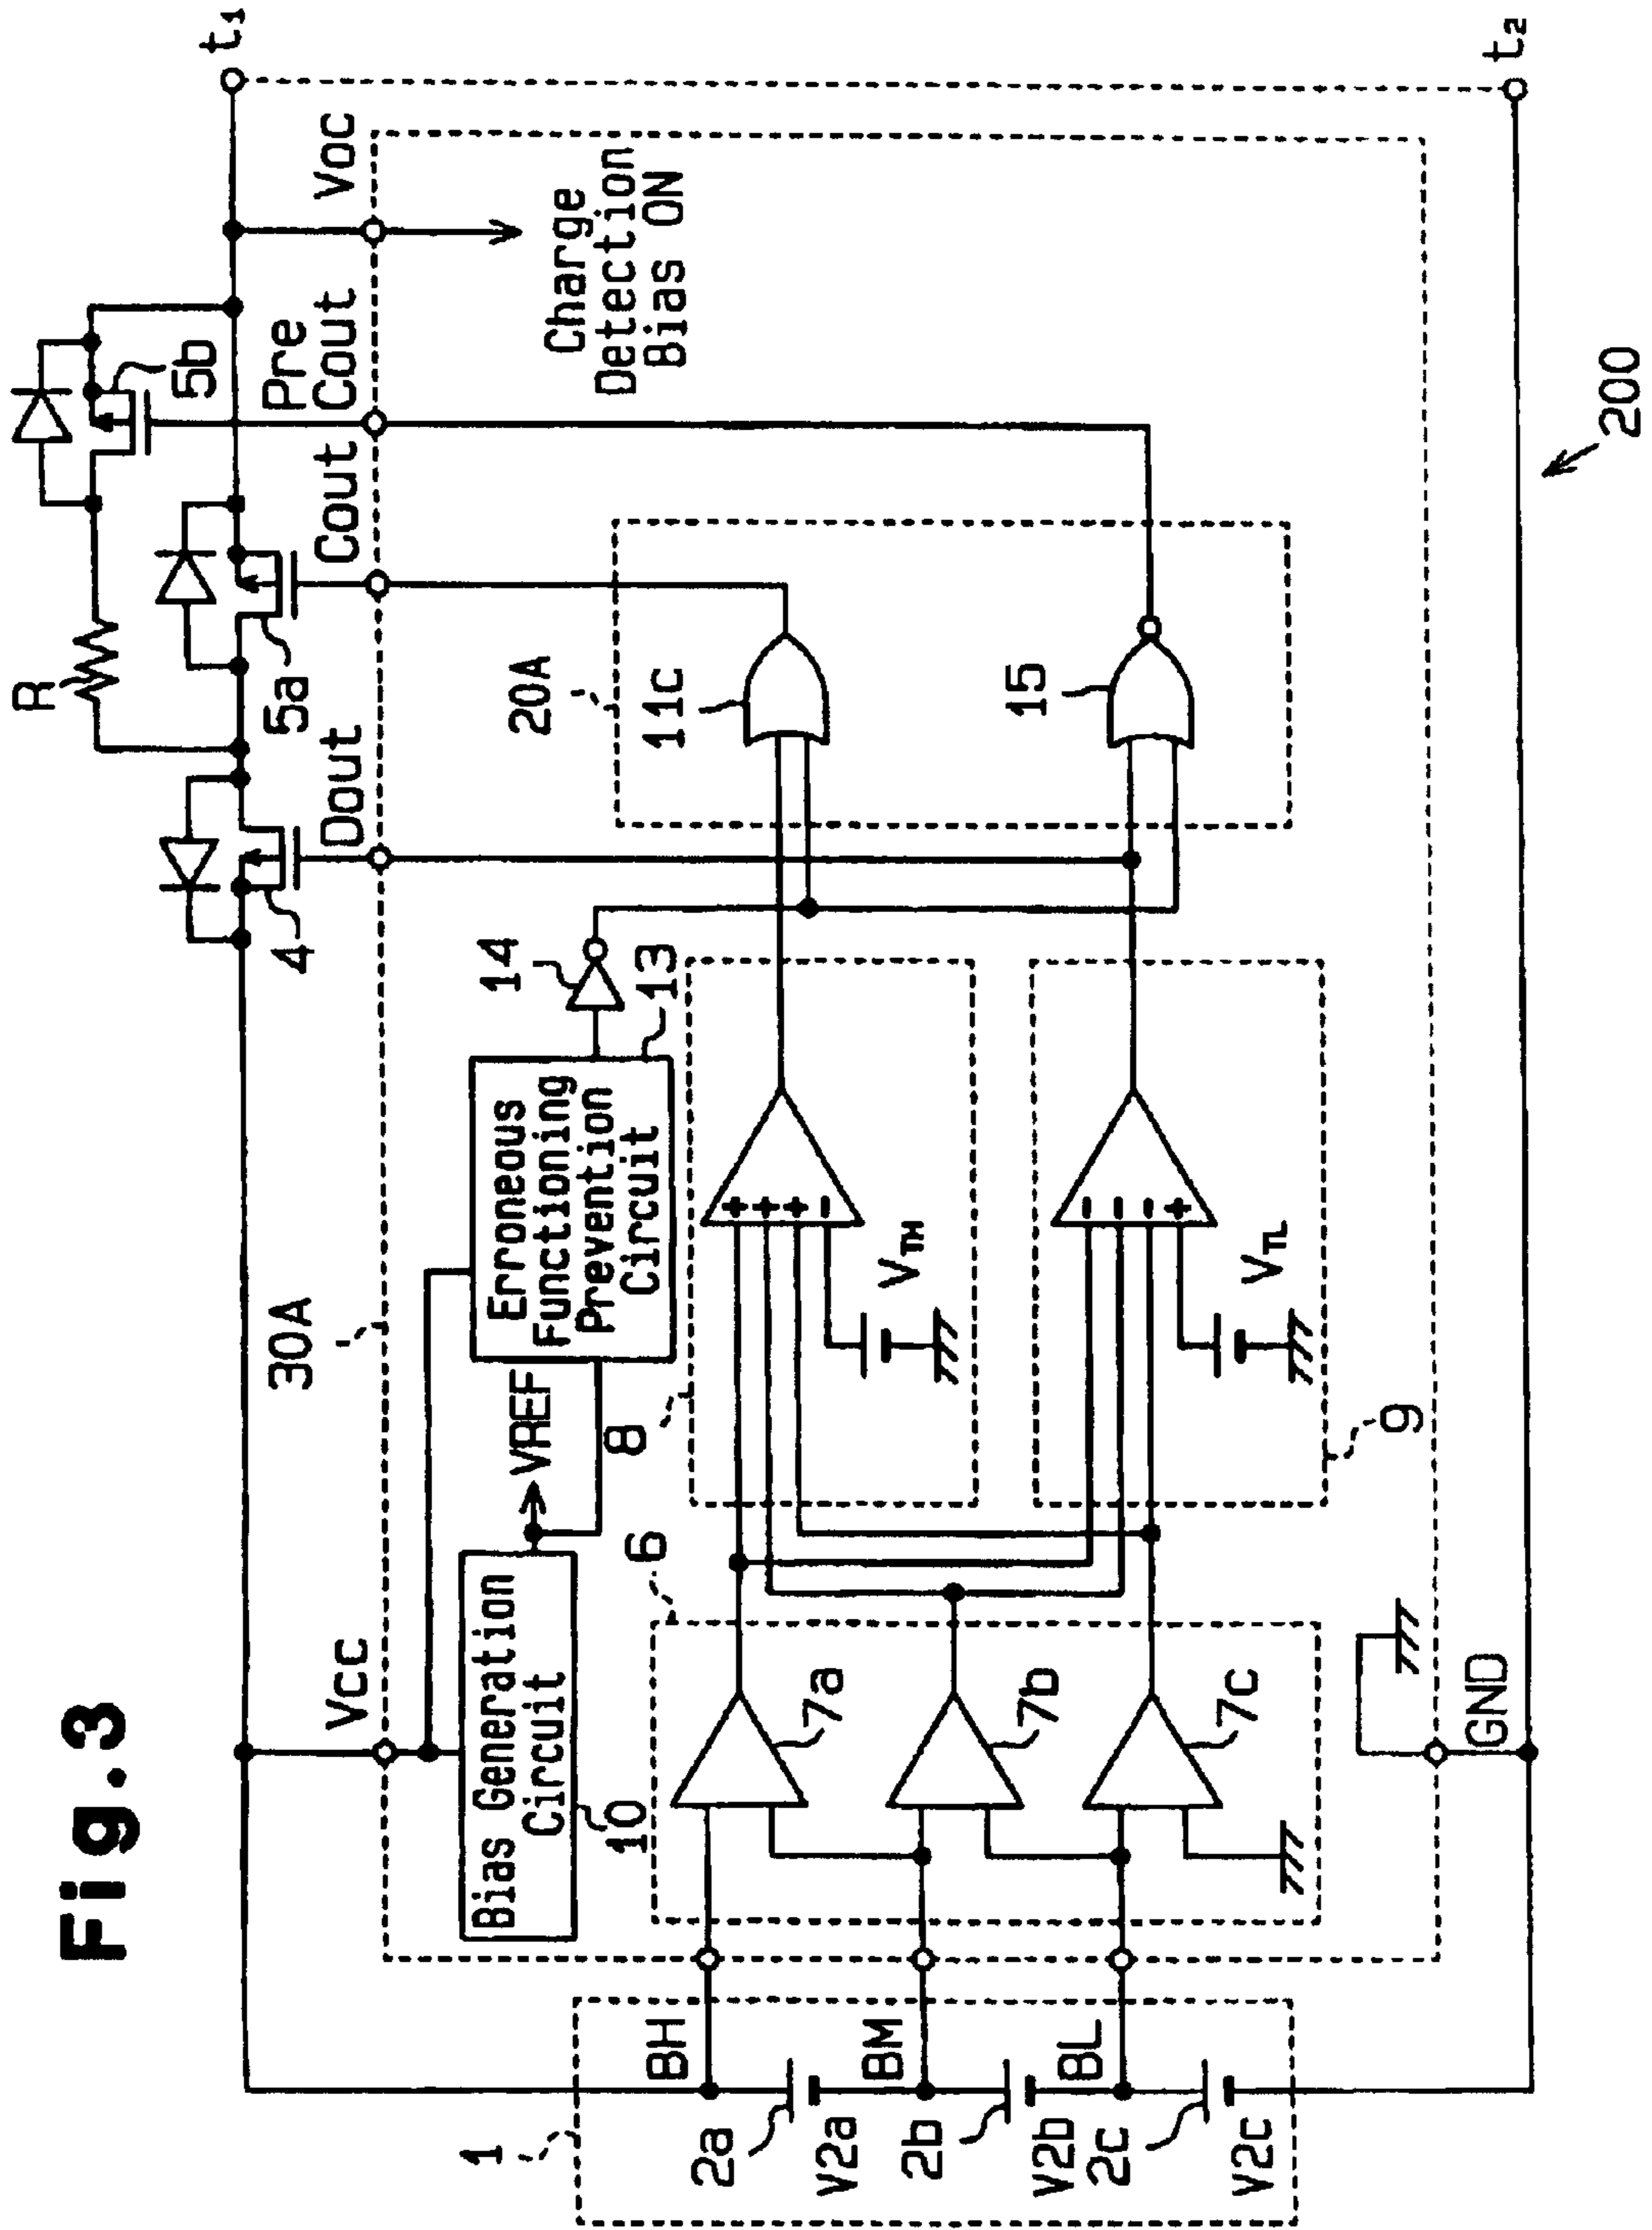 Fig.3
t₁
Voc
Pre
Cout
Cout
Dout
Vcc
R
5b
5a
4
30A
20A
11c
15
Charge
Detection
Bias ON
14
13
Erroneous
Functioning
Prevention
Circuit
VREF
Bias Generation
Circuit
10
8
VTH
VTL
9
6
7a
7b
7c
1
BH
BM
BL
2a
V2a
2b
V2b
2c
V2c
GND
200
t₂
+
+
+
−
−
−
−
+